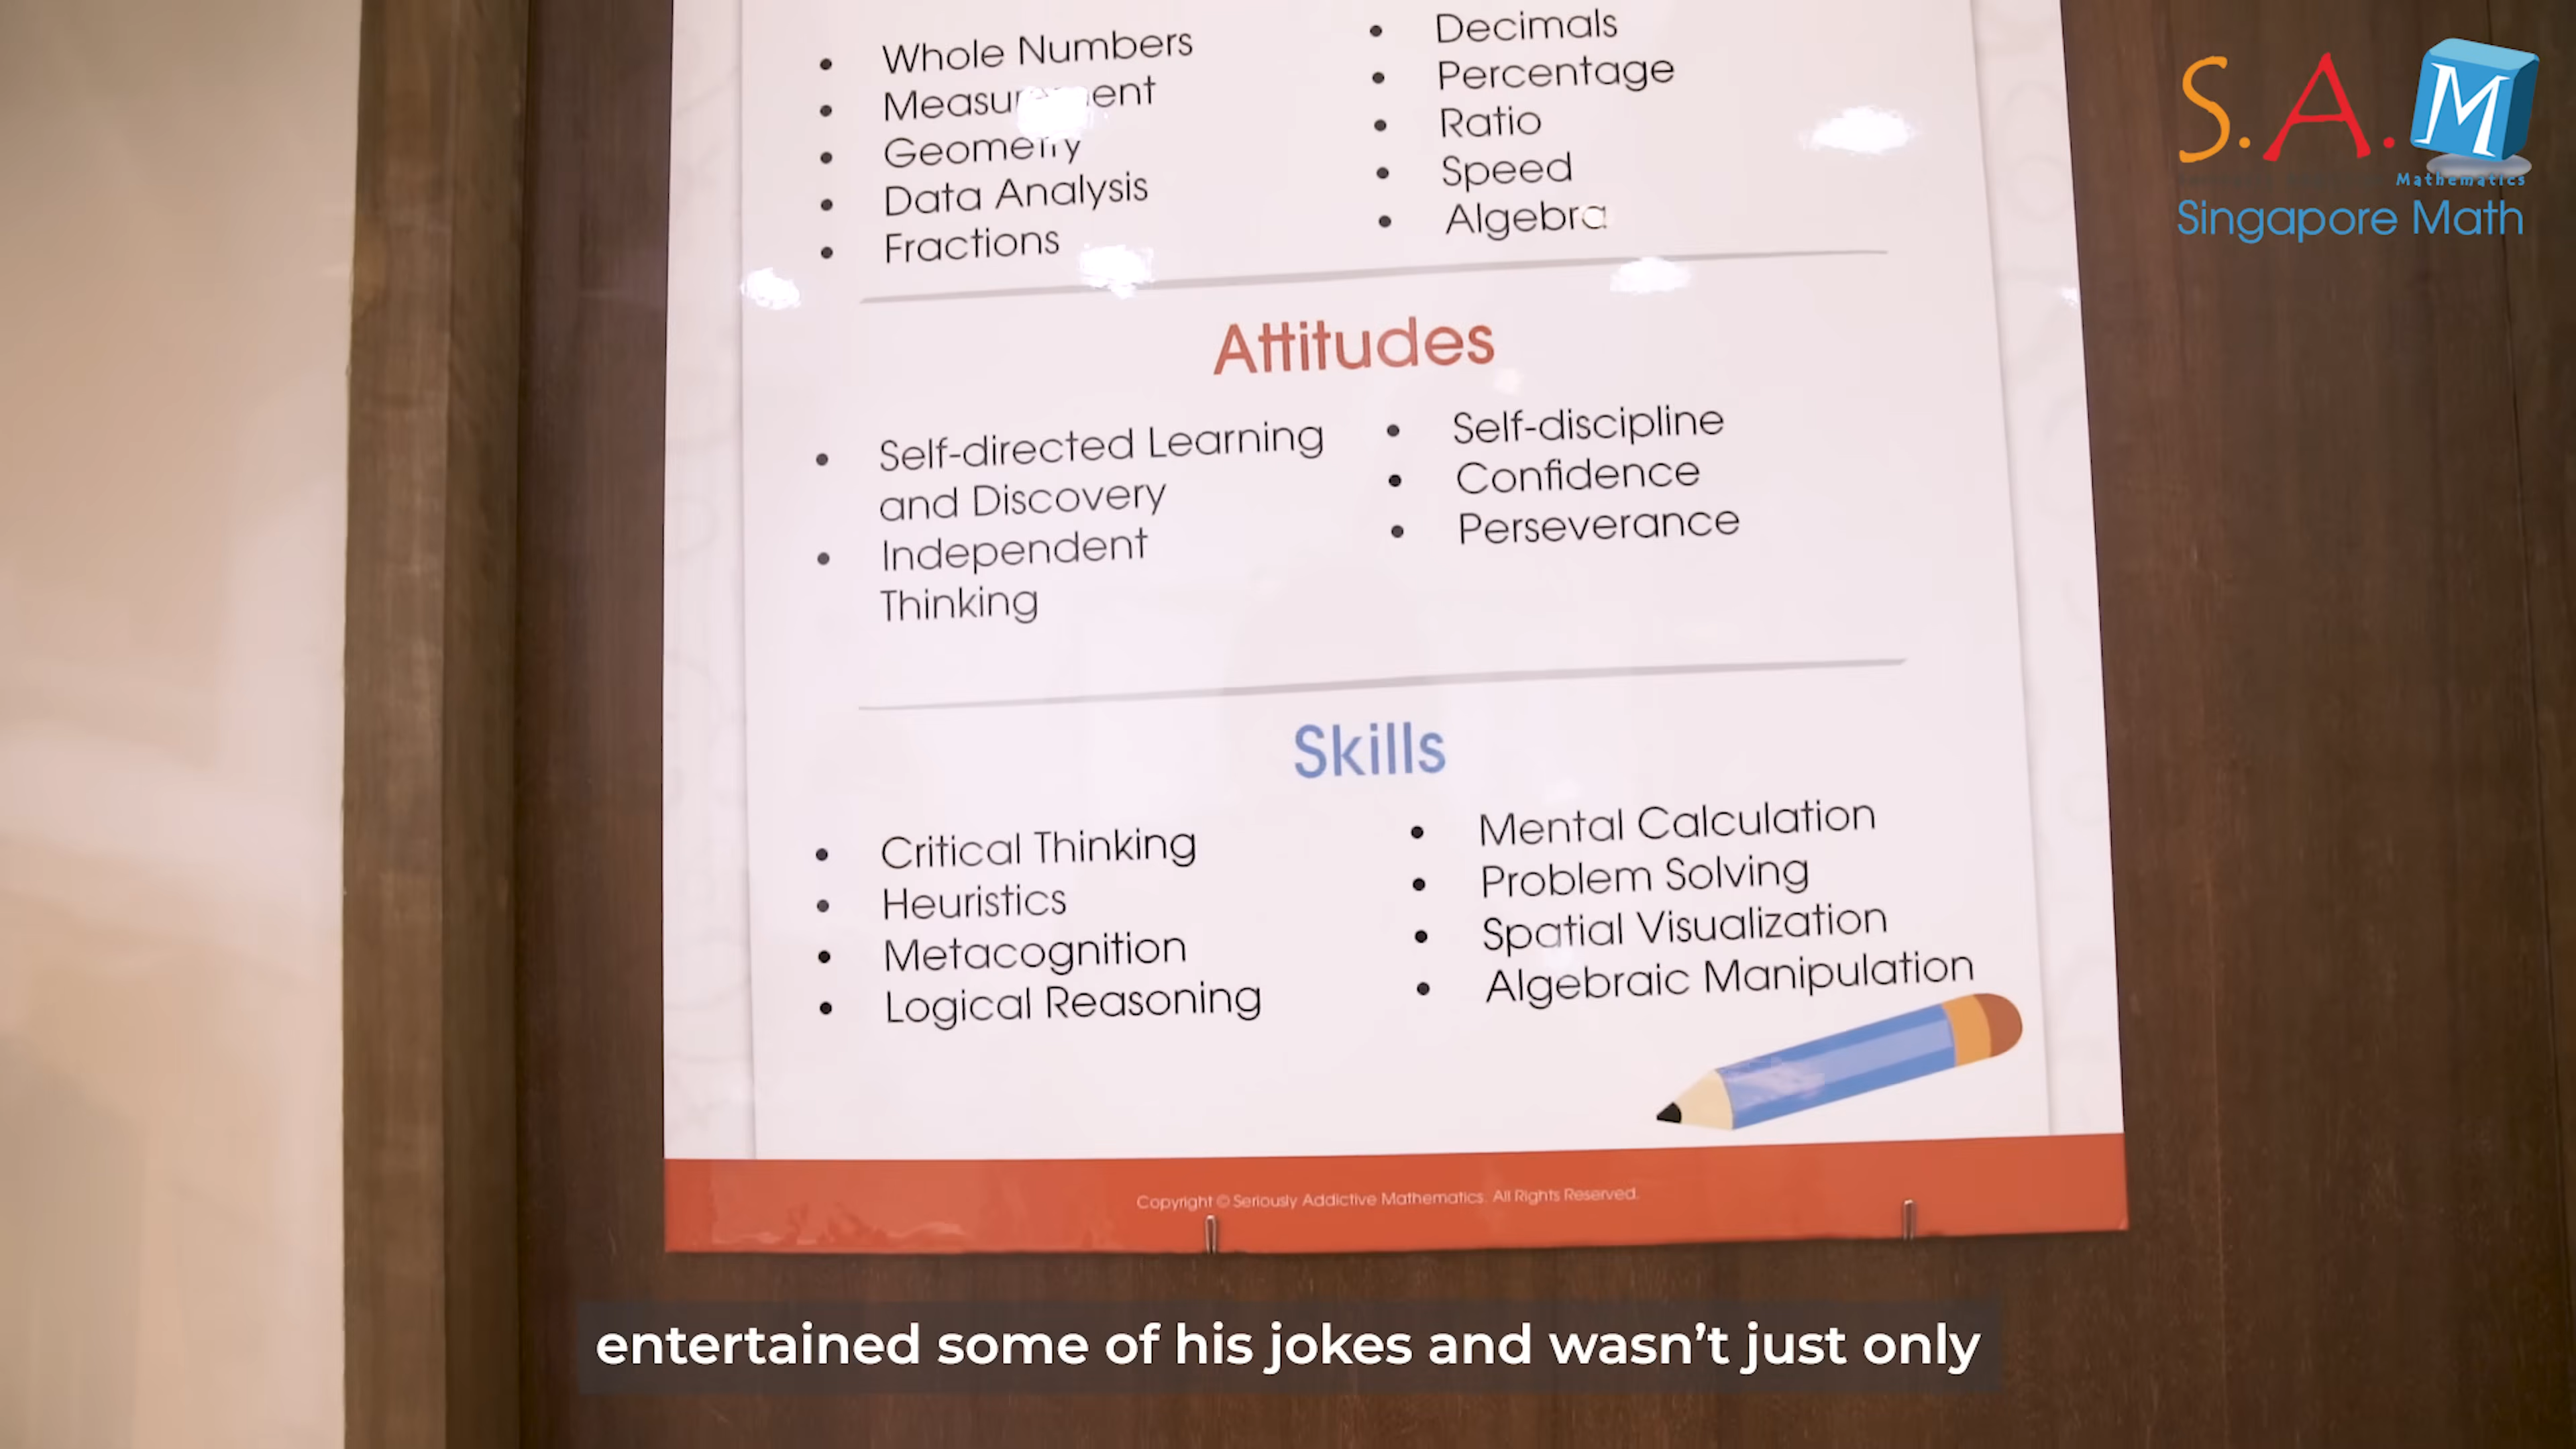 Whole Numbers
Measurement
Geometry
Data Analysis
Fractions
Decimals
Percentage
Ratio
Speed
Algebra
Attitudes
Self-directed Learning
and Discovery
Independent
Thinking
Self-discipline
Confidence
Perseverance
Skills
Critical Thinking
Heuristics
Metacognition
Logical Reasoning
Mental Calculation
Problem Solving
Spatial Visualization
Algebraic Manipulation
Copyright © Seriously Addictive Mathematics. All Rights Reserved.
S.A.M
Mathematics
Singapore Math
entertained some of his jokes and wasn't just only